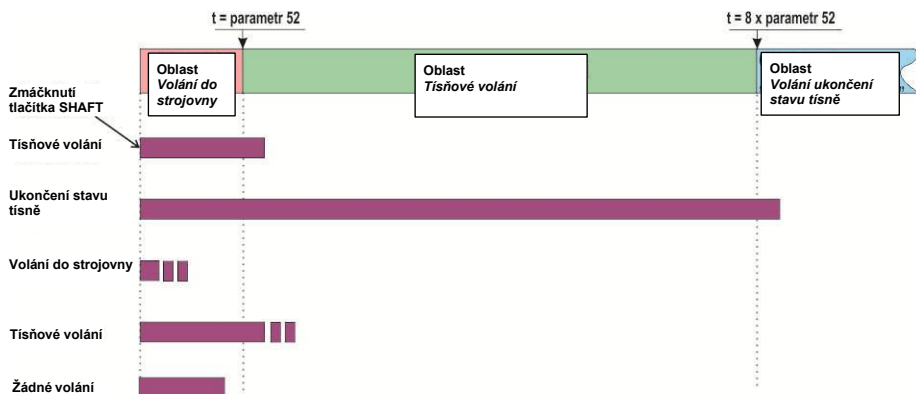 t = parametr 52
t = 8 x parametr 52
Oblast
Volání do
strojovny
Oblast
Tísňové volání
Oblast
Volání ukončení
stavu tísně
Zmáčknutí
tlačítka SHAFT
Tísňové volání
Ukončení stavu
tísně
Volání do strojovny
Tísňové volání
Žádné volání